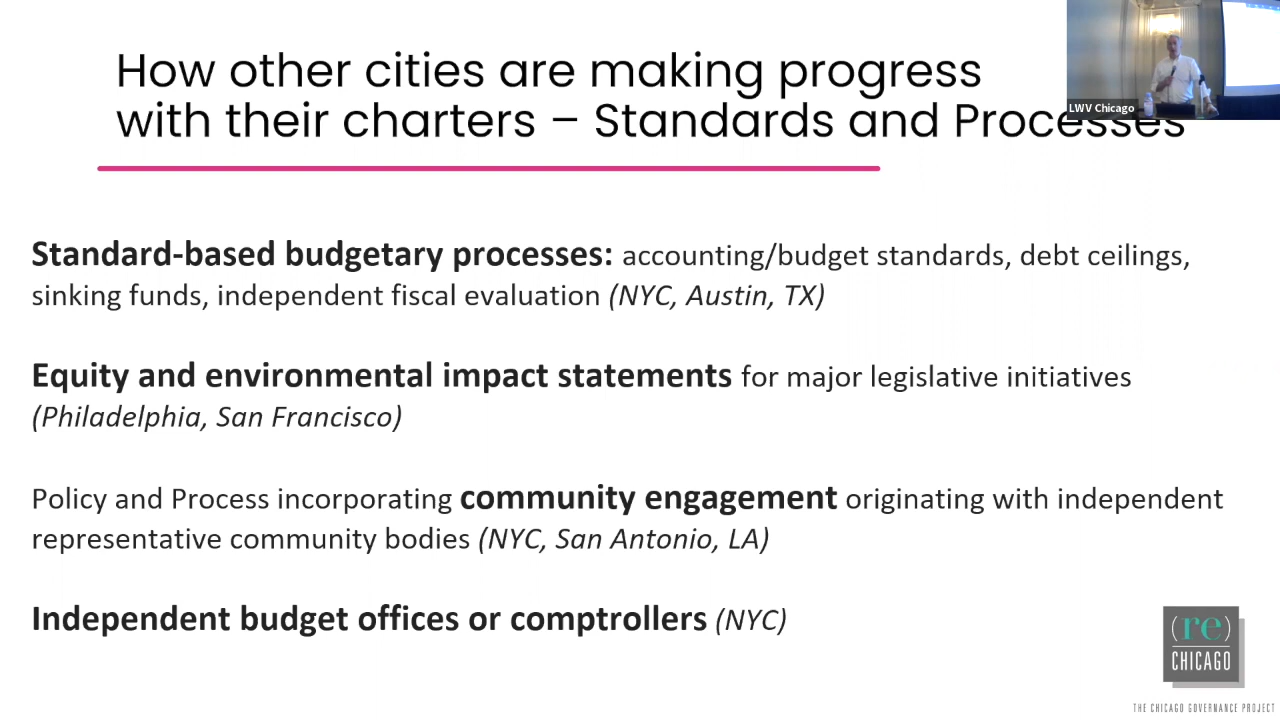 How other cities are making progress
with their charters – Standards and Processes
LWV Chicago
Standard-based budgetary processes: accounting/budget standards, debt ceilings,
sinking funds, independent fiscal evaluation (NYC, Austin, TX)
Equity and environmental impact statements for major legislative initiatives
(Philadelphia, San Francisco)
Policy and Process incorporating community engagement originating with independent
representative community bodies (NYC, San Antonio, LA)
Independent budget offices or comptrollers (NYC)
(re)
CHICAGO
THE CHICAGO GOVERNANCE PROJECT